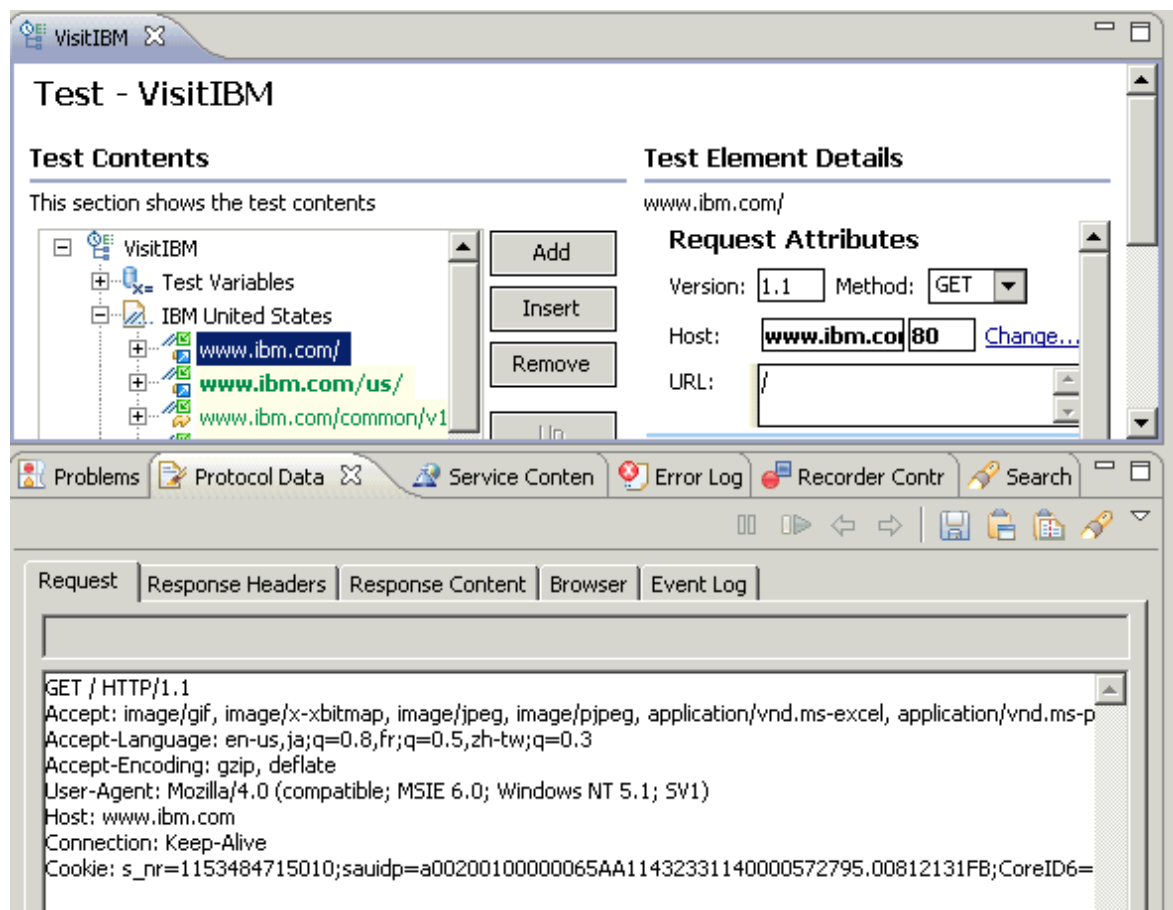 VisitIBM
Test - VisitIBM
Test Contents
This section shows the test contents
VisitIBM
Test Variables
IBM United States
www.ibm.com/
www.ibm.com/us/
www.ibm.com/common/v1
Add
Insert
Remove
Up
Test Element Details
www.ibm.com/
Request Attributes
Version: 1.1 Method: GET
Host: www.ibm.com 80 Change...
URL: /
Problems Protocol Data Service Conten Error Log Recorder Contr Search
Request Response Headers Response Content Browser Event Log
GET / HTTP/1.1
Accept: image/gif, image/x-xbitmap, image/jpeg, image/pjpeg, application/vnd.ms-excel, application/vnd.ms-p
Accept-Language: en-us,ja;q=0.8,fr;q=0.5,zh-tw;q=0.3
Accept-Encoding: gzip, deflate
User-Agent: Mozilla/4.0 (compatible; MSIE 6.0; Windows NT 5.1; SV1)
Host: www.ibm.com
Connection: Keep-Alive
Cookie: s_nr=1153484715010;sauidp=a00200100000065AA11432331140000572795.00812131FB;CoreID6=